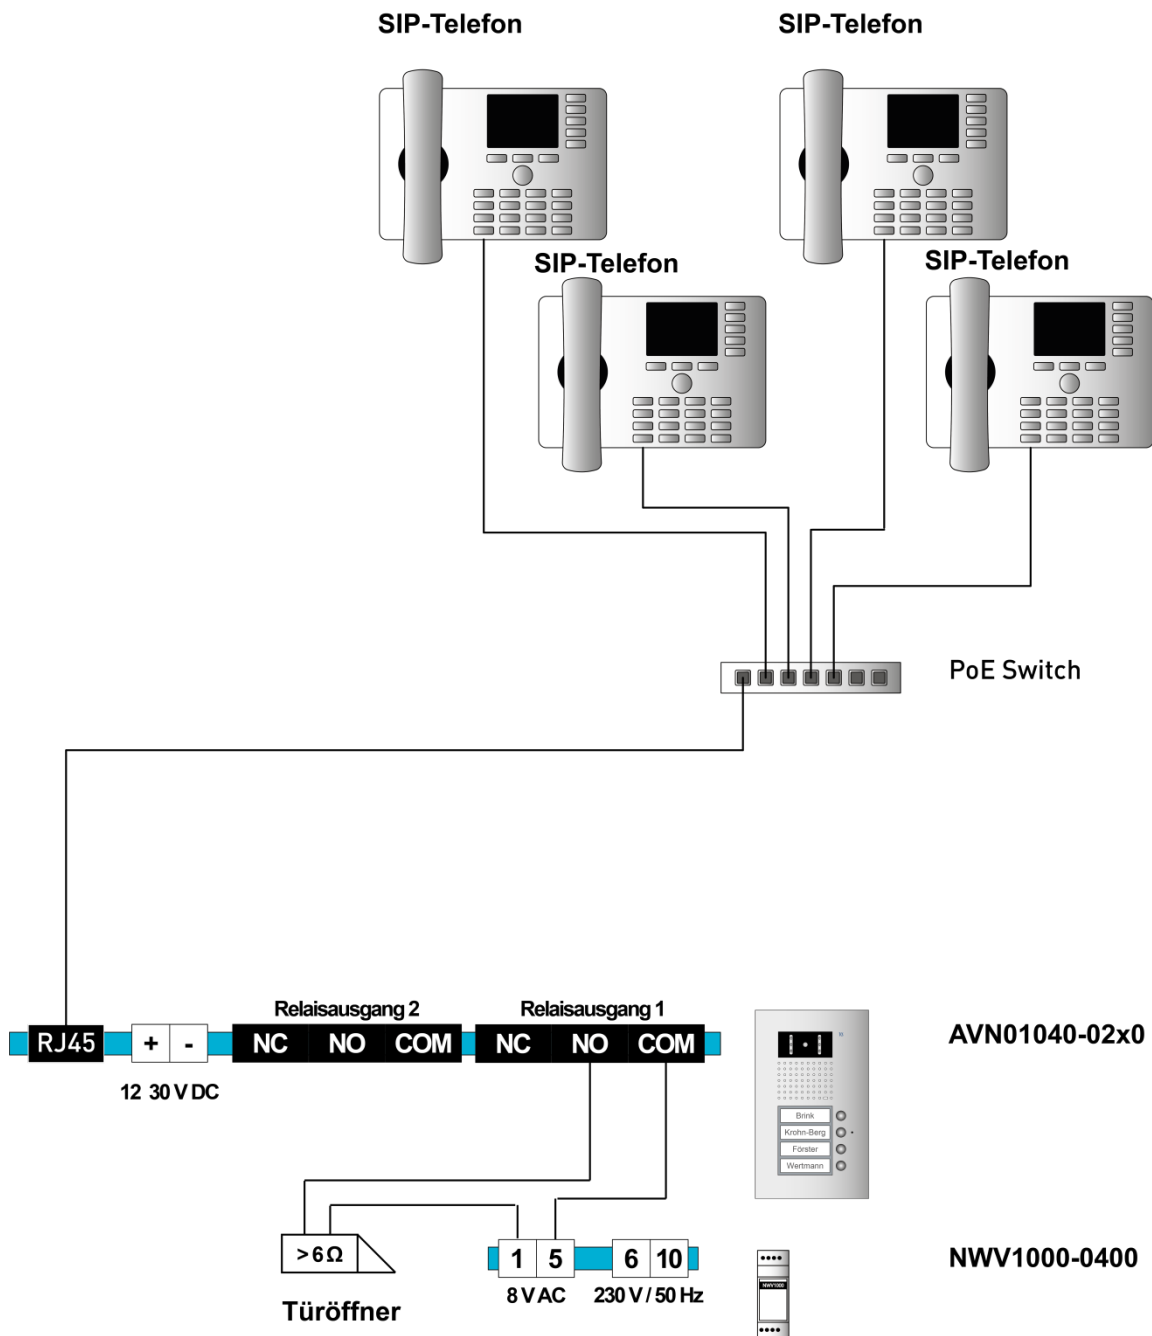 SIP-Telefon SIP-Telefon
SIP-Telefon SIP-Telefon
PoE Switch
Relaisausgang 2 Relaisausgang 1
RJ45 + - NC NO COM NC NO COM
12 30 V DC
AVN01040-02x0
Brink
Krohn-Berg
Förster
Wertmann
>6Ω 1 5 6 10
8 V AC 230 V / 50 Hz
NWV1000-0400
NWV1000
Türöffner